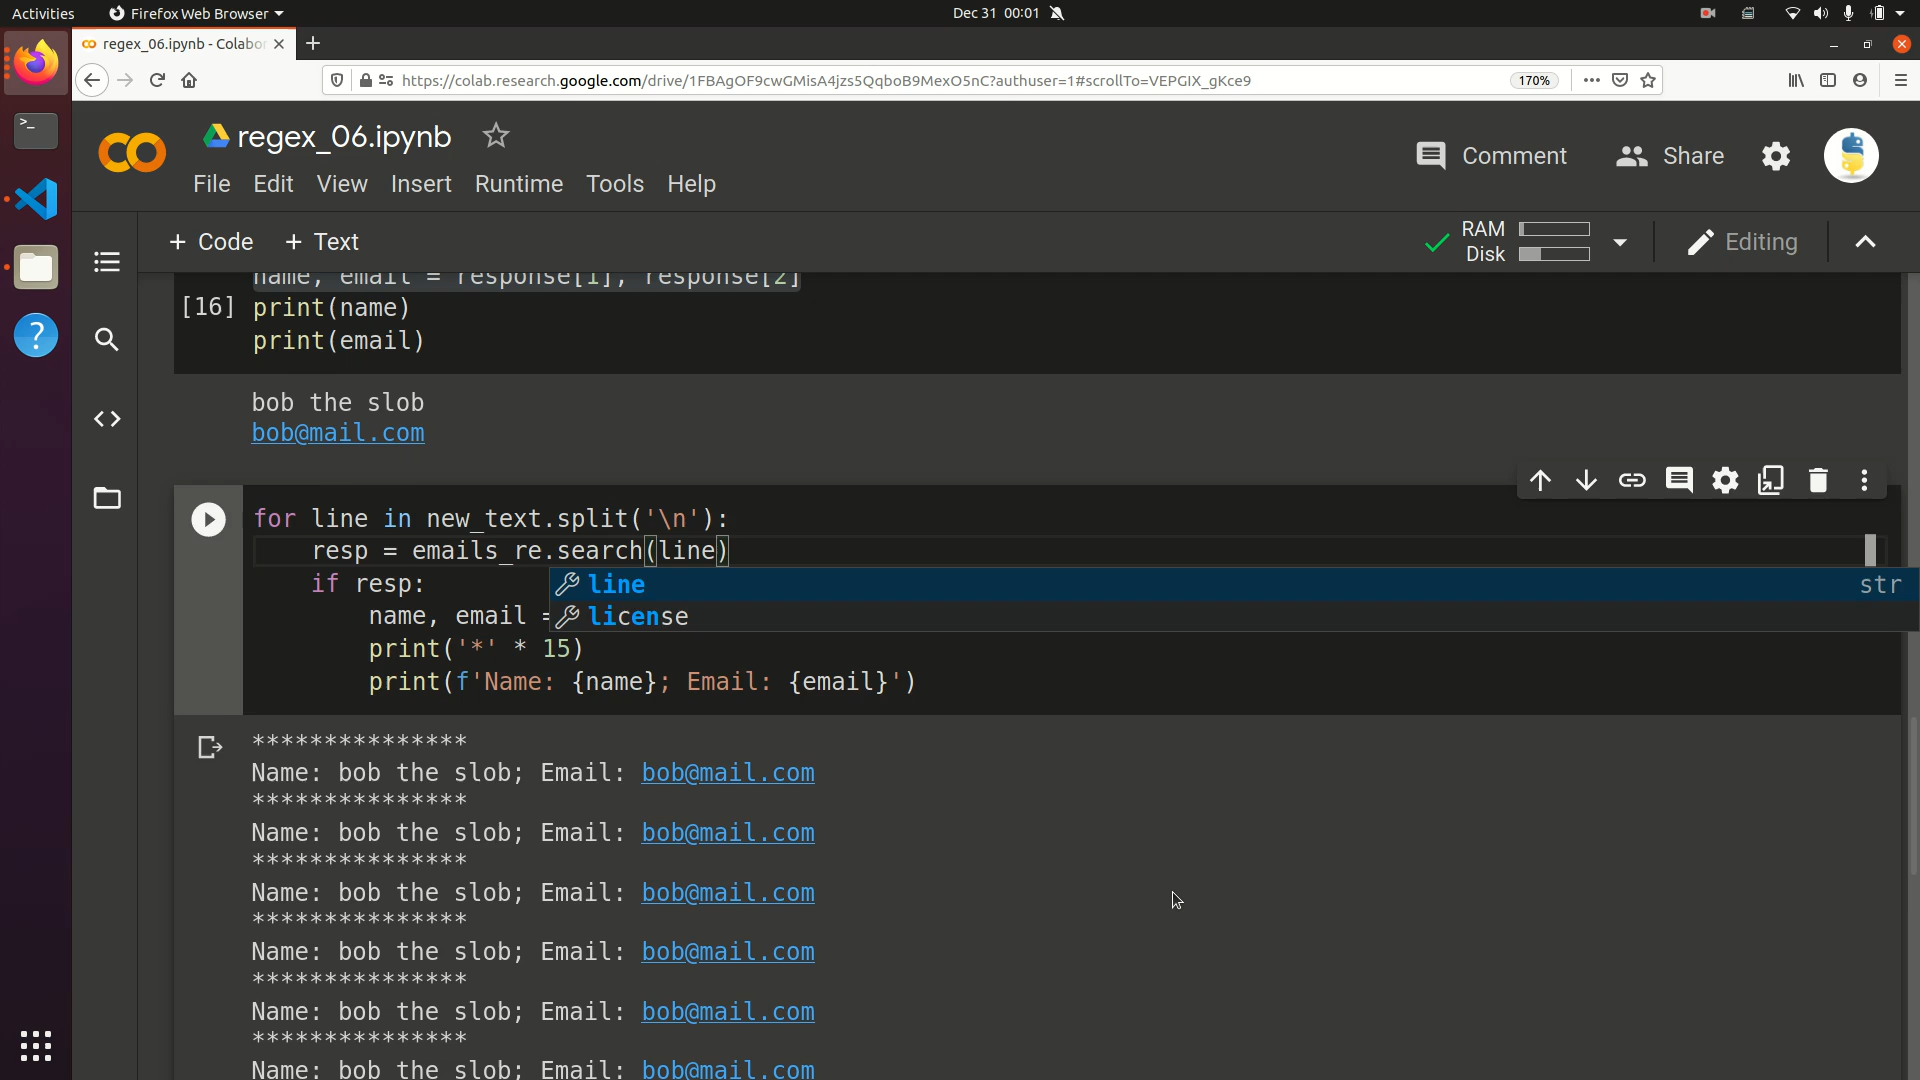 Activities Firefox Web Browser Dec 31 00:01
regex_06.ipynb - Colabor
https://colab.research.google.com/drive/1FBAgOF9cwGMisA4jzs5QqboB9MexO5nC?authuser=1#scrollTo=VEPGIX_gKce9 170%
regex_06.ipynb
Comment Share
File Edit View Insert Runtime Tools Help
+ Code + Text RAM Disk Editing
name, email = response[1], response[2]
[16] print(name)
print(email)
bob the slob
bob@mail.com
for line in new_text.split('\n'):
resp = emails_re.search(line)
if resp: line str
license
name, email =
print('*' * 15)
print(f'Name: {name}; Email: {email}')
***************
Name: bob the slob; Email: bob@mail.com
***************
Name: bob the slob; Email: bob@mail.com
***************
Name: bob the slob; Email: bob@mail.com
***************
Name: bob the slob; Email: bob@mail.com
***************
Name: bob the slob; Email: bob@mail.com
***************
Name: bob the slob; Email: bob@mail.com